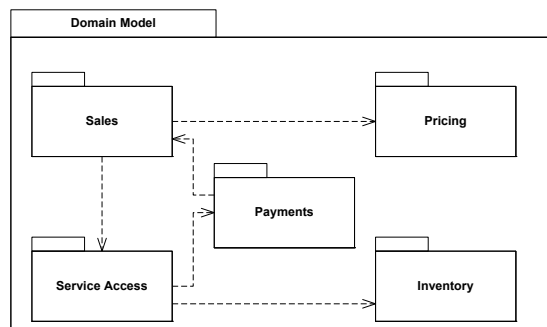 Domain Model
Sales
Pricing
Payments
Service Access
Inventory